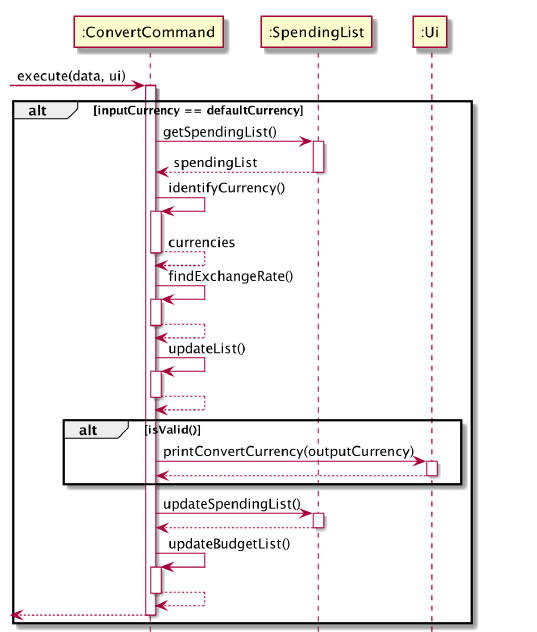 :ConvertCommand :SpendingList :Ui
execute(data, ui)
alt [inputCurrency == defaultCurrency]
getSpendingList()
spendingList
identifyCurrency()
currencies
findExchangeRate()
updateList()
alt [isValid()]
printConvertCurrency(outputCurrency)
updateSpendingList()
updateBudgetList()